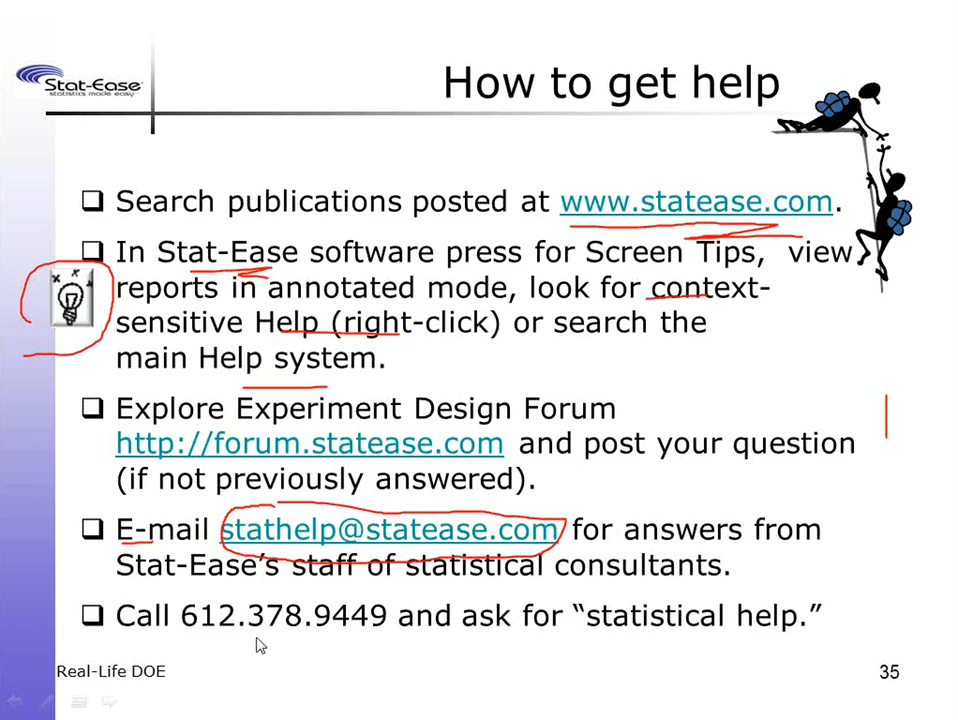 How to get help
Stat-Ease
statistics made easy
❑ Search publications posted at www.statease.com.
❑ In Stat-Ease software press for Screen Tips, view
reports in annotated mode, look for context-
sensitive Help (right-click) or search the
main Help system.
❑ Explore Experiment Design Forum
http://forum.statease.com and post your question
(if not previously answered).
❑ E-mail stathelp@statease.com for answers from
Stat-Ease’s staff of statistical consultants.
❑ Call 612.378.9449 and ask for “statistical help.”
Real-Life DOE
35